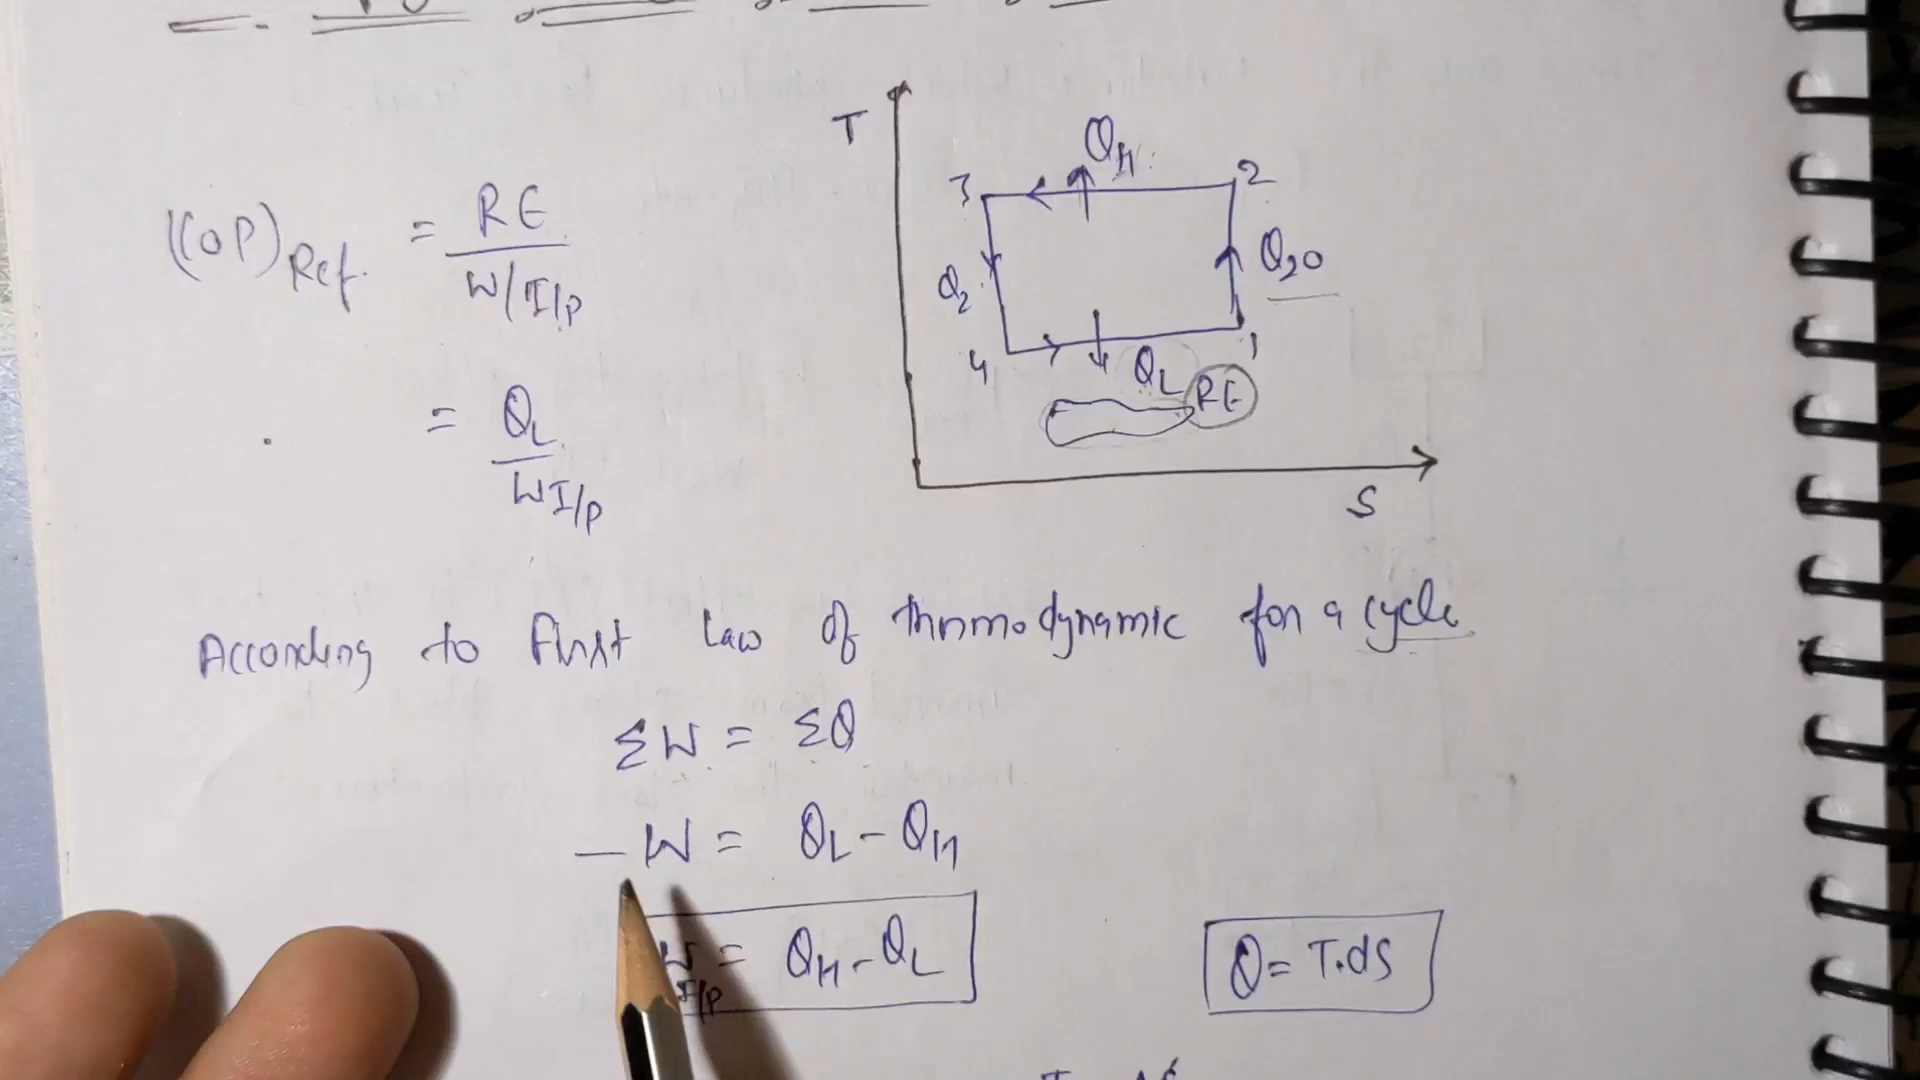 (COP)Ref. = RE / W/I/P
= QL / WI/P
T
QH
3
2
Q2
Q20
4
1
QL
RE
S
According to First Law of thermodynamic for a cycle
ΣW = ΣQ
-W = QL - QH
W I/P = QH - QL
Q = T.dS